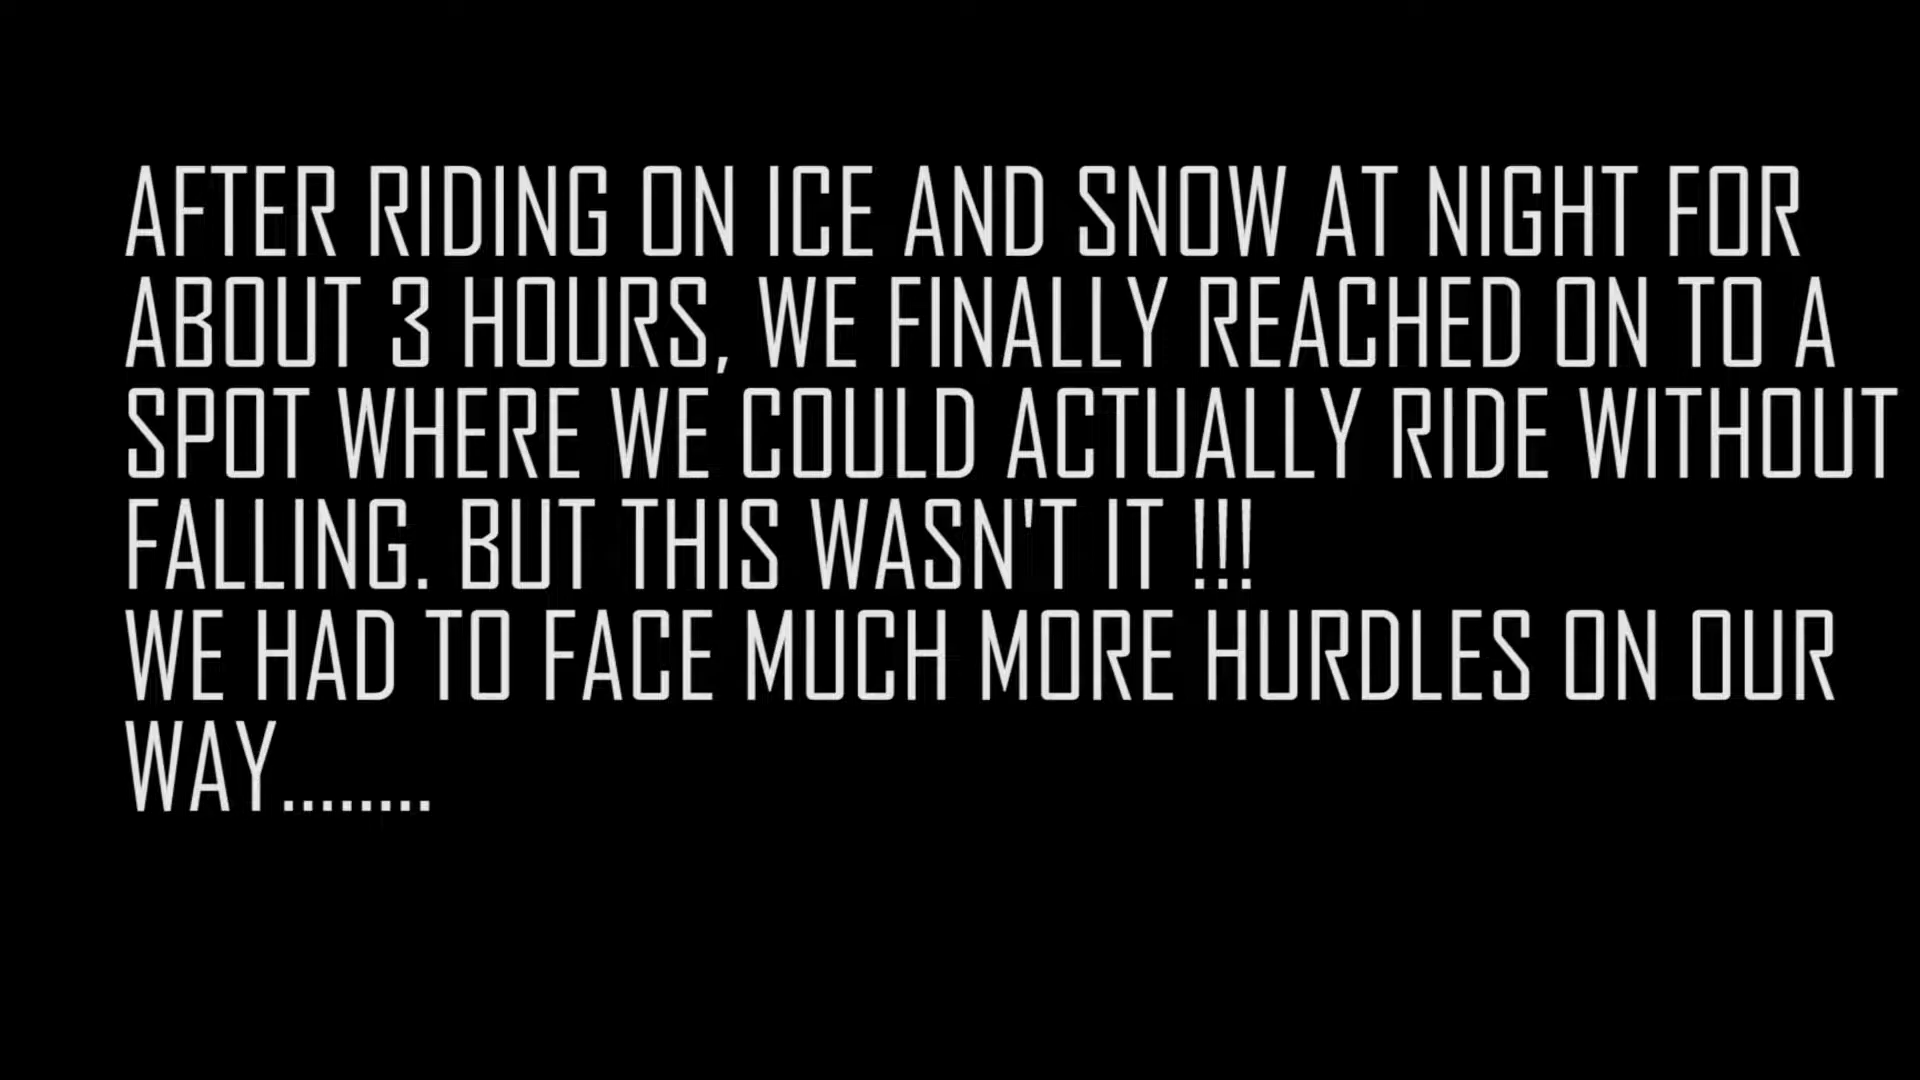 AFTER RIDING ON ICE AND SNOW AT NIGHT FOR
ABOUT 3 HOURS, WE FINALLY REACHED ON TO A
SPOT WHERE WE COULD ACTUALLY RIDE WITHOUT
FALLING. BUT THIS WASN'T IT !!!
WE HAD TO FACE MUCH MORE HURDLES ON OUR
WAY........